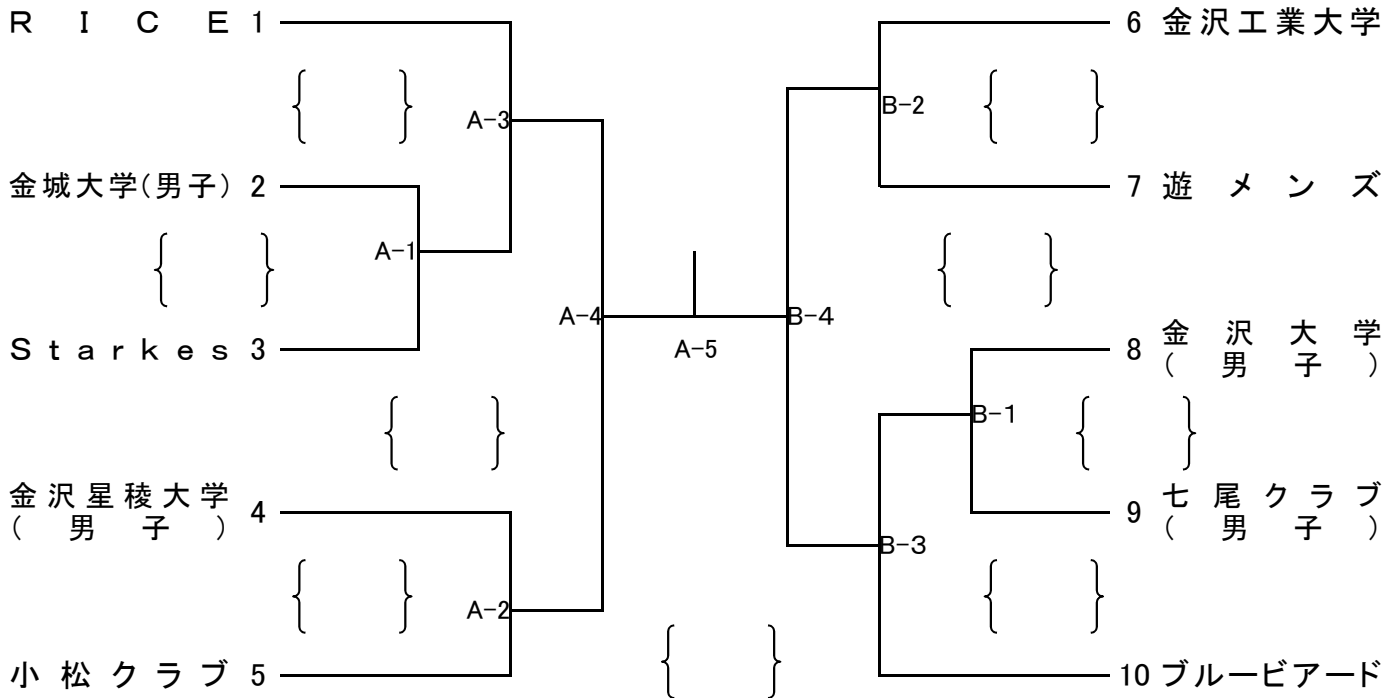 RICE 1
A-3
金城大学(男子) 2
A-1
Starkes 3
A-4
金沢星稜大学
(男子) 4
A-2
小松クラブ 5
A-5
6 金沢工業大学
B-2
7 遊メンズ
B-4
8 金沢大学
(男子)
B-1
9 七尾クラブ
(男子)
B-3
10 ブルービアード